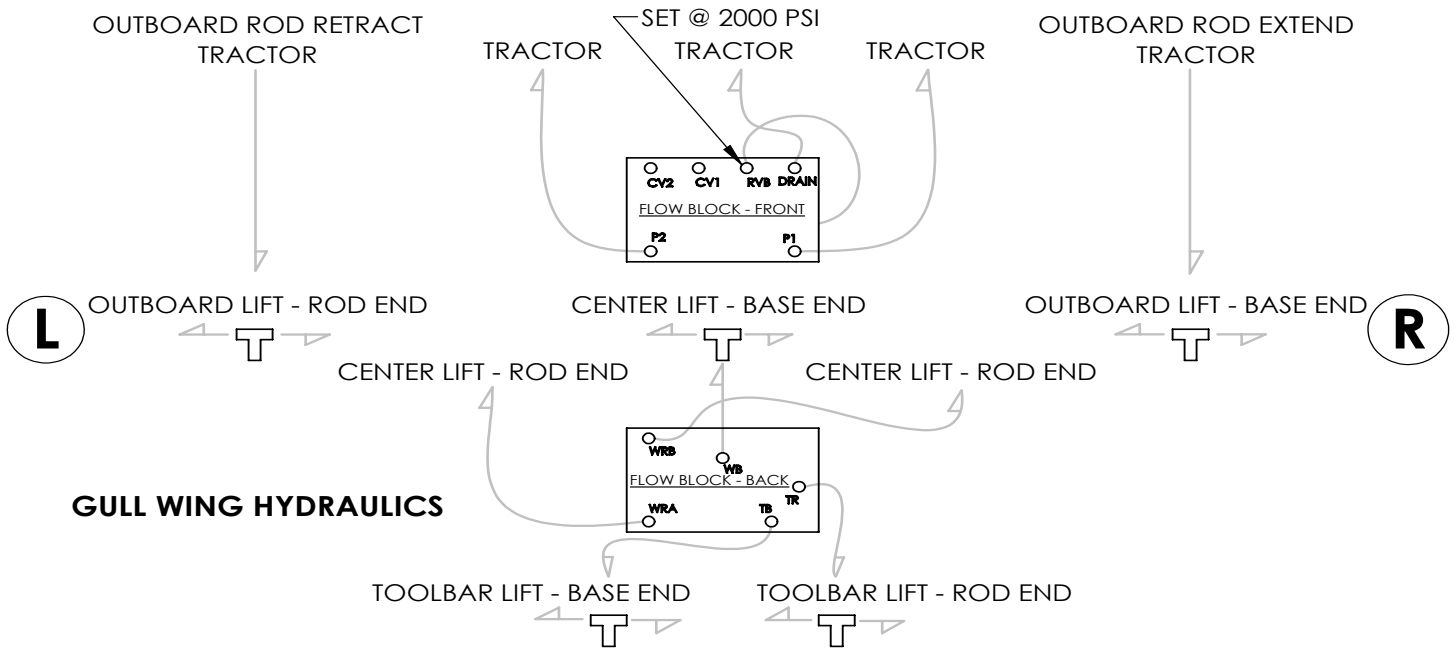 SET @ 2000 PSI
OUTBOARD ROD RETRACT
TRACTOR
TRACTOR
TRACTOR
TRACTOR
OUTBOARD ROD EXTEND
TRACTOR
CV2
CV1
RVB
DRAIN
FLOW BLOCK - FRONT
P2
P1
L
OUTBOARD LIFT - ROD END
CENTER LIFT - BASE END
OUTBOARD LIFT - BASE END
R
CENTER LIFT - ROD END
CENTER LIFT - ROD END
WRB
WB
FLOW BLOCK - BACK
TR
WRA
TB
GULL WING HYDRAULICS
TOOLBAR LIFT - BASE END
TOOLBAR LIFT - ROD END